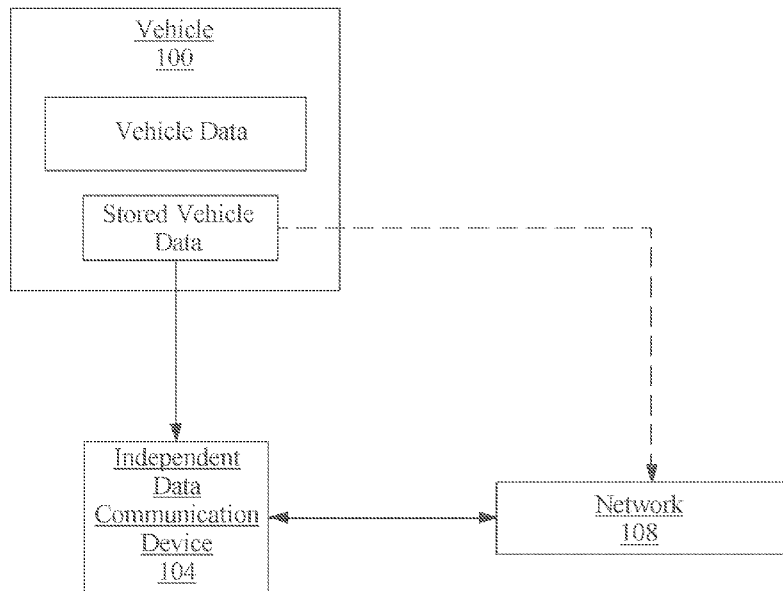 Vehicle
100
Vehicle Data
Stored Vehicle
Data
Independent
Data
Communication
Device
104
Network
108